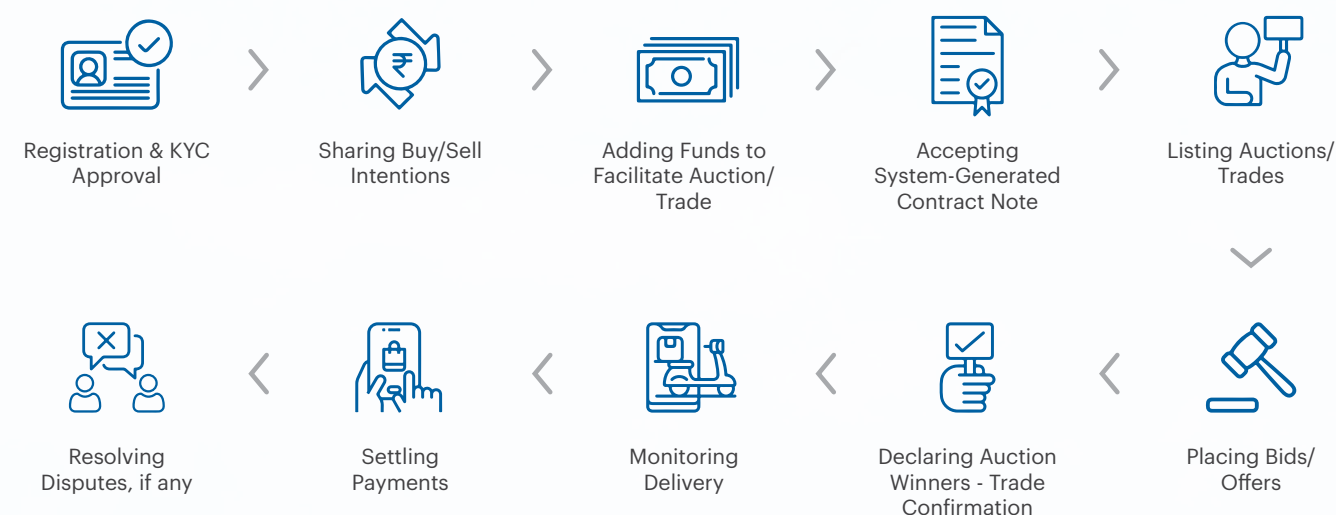 Registration & KYC
Approval
Sharing Buy/Sell
Intentions
Adding Funds to
Facilitate Auction/
Trade
Accepting
System-Generated
Contract Note
Listing Auctions/
Trades
Placing Bids/
Offers
Declaring Auction
Winners - Trade
Confirmation
Monitoring
Delivery
Settling
Payments
Resolving
Disputes, if any